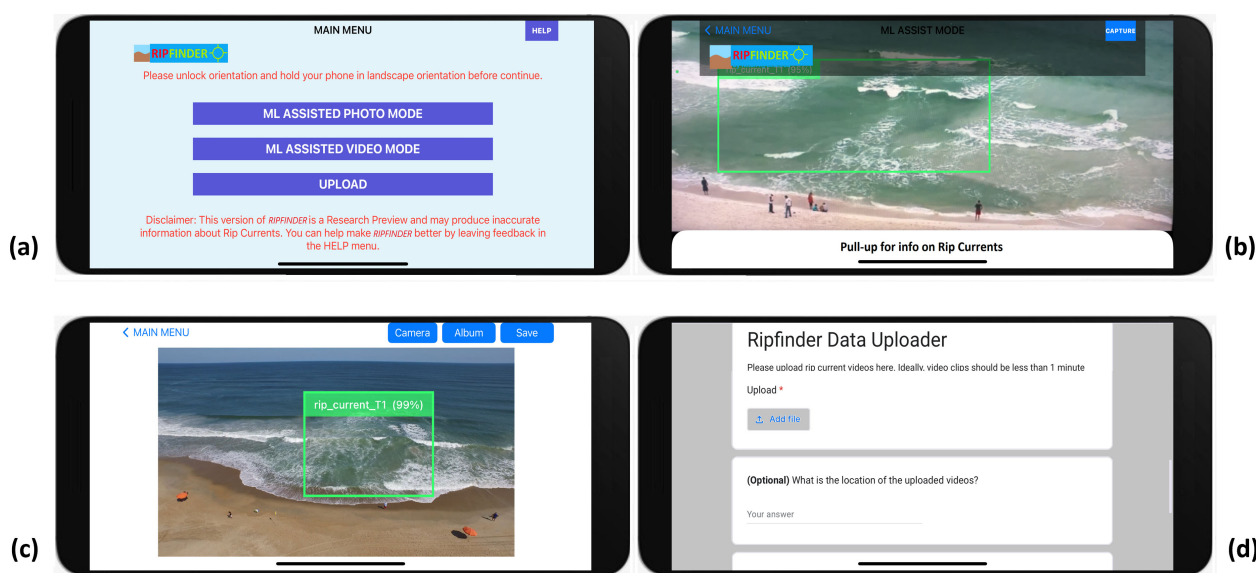 MAIN MENU
HELP
RIPFINDER
Please unlock orientation and hold your phone in landscape orientation before continue.
ML ASSISTED PHOTO MODE
ML ASSISTED VIDEO MODE
UPLOAD
Disclaimer: This version of RIPFINDER is a Research Preview and may produce inaccurate
information about Rip Currents. You can help make RIPFINDER better by leaving feedback in
the HELP menu.
(a)
MAIN MENU
ML ASSIST MODE
CAPTURE
RIPFINDER
rip_current_T1 (95%)
Pull-up for info on Rip Currents
(b)
MAIN MENU
Camera
Album
Save
rip_current_T1 (99%)
(c)
Ripfinder Data Uploader
Please upload rip current videos here. Ideally, video clips should be less than 1 minute
Upload *
Add file
(Optional) What is the location of the uploaded videos?
Your answer
(d)